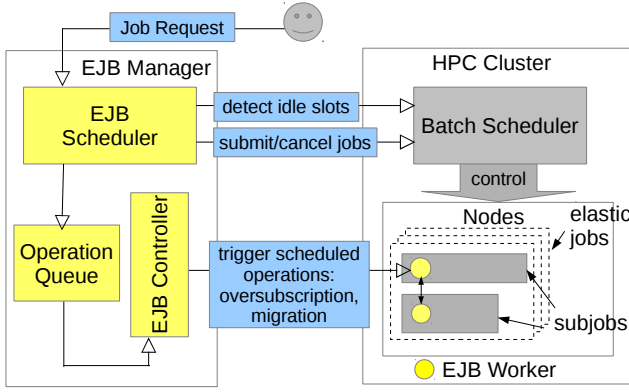 Job Request
EJB Manager
HPC Cluster
EJB
Scheduler
detect idle slots
submit/cancel jobs
Batch Scheduler
control
Operation
Queue
EJB Controller
trigger scheduled
operations:
oversubscription,
migration
Nodes
elastic
jobs
subjobs
EJB Worker